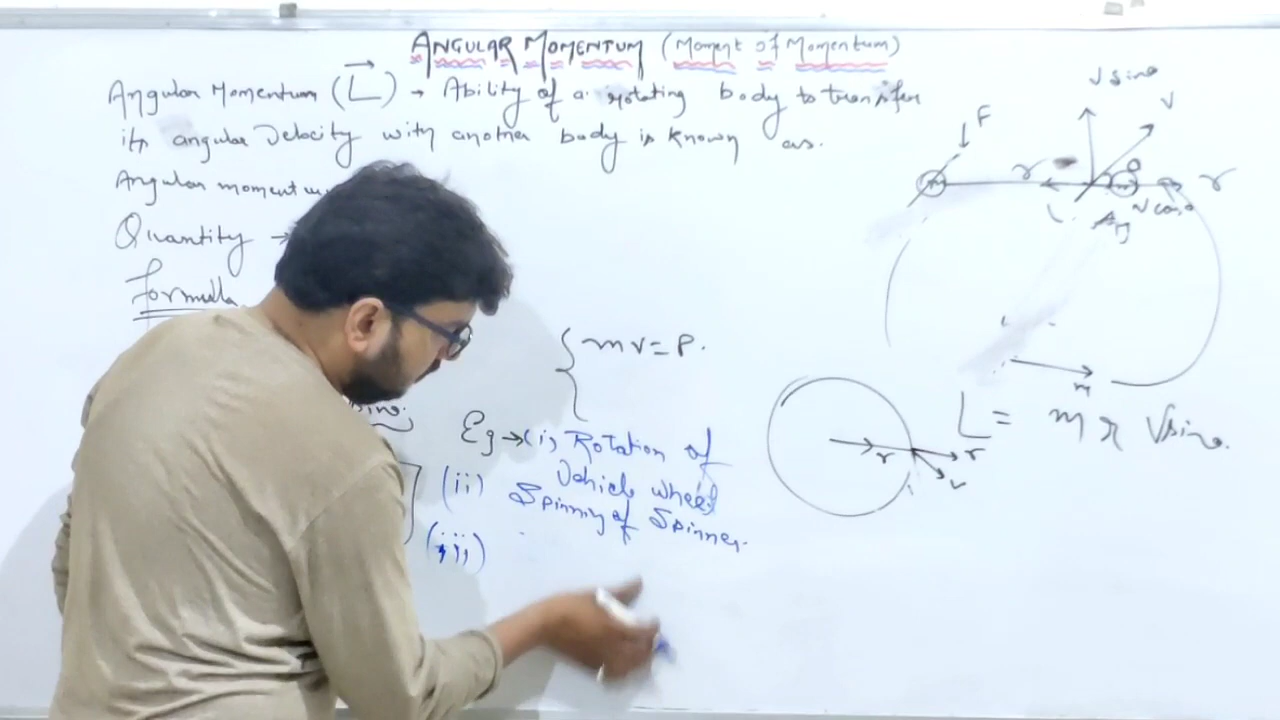 ANGULAR MOMENTUM (Moment of Momentum)
Angular Momentum (L) → Ability of a rotating body to transfer
its angular velocity with another body is known as.
Angular momentum
Quantity →
Formulla
{ mv = P.
Eg → (i) Rotation of
Vehicle wheel
(ii) Spinning of Spinner.
(iii)
F
r
V sinθ
V
θ
r
V cosθ
m
r
r
v
L = m r V sinθ.